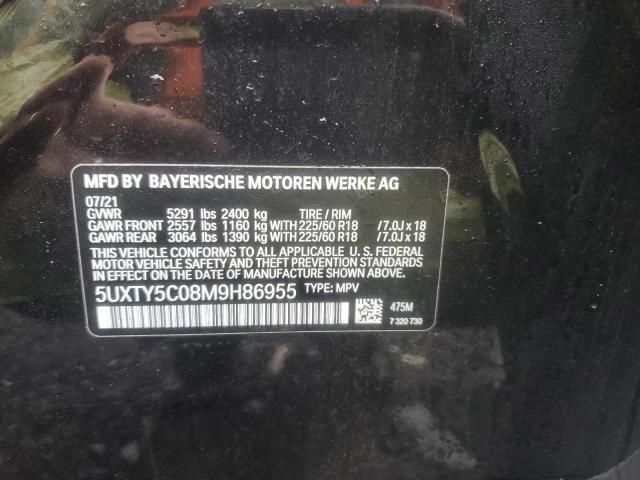 MFD BY BAYERISCHE MOTOREN WERKE AG
07/21
GVWR 5291 lbs 2400 kg TIRE / RIM
GAWR FRONT 2557 lbs 1160 kg WITH 225/60 R18 /7.0J x 18
GAWR REAR 3064 lbs 1390 kg WITH 225/60 R18 /7.0J x 18
THIS VEHICLE CONFORMS TO ALL APPLICABLE U. S. FEDERAL
MOTOR VEHICLE SAFETY, BUMPER, AND THEFT PREVENTION
STANDARDS IN EFFECT ON THE DATE OF MANUFACTURE SHOWN ABOVE.
5UXTY5C08M9H86955 TYPE: MPV
475M
7 320 730